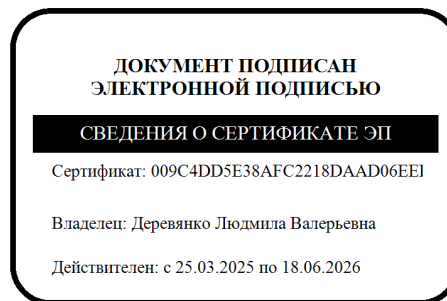 ДОКУМЕНТ ПОДПИСАН
ЭЛЕКТРОННОЙ ПОДПИСЬЮ
СВЕДЕНИЯ О СЕРТИФИКАТЕ ЭП
Сертификат: 009C4DD5E38AFC2218DAAD06EE
Владелец: Деревянко Людмила Валерьевна
Действителен: с 25.03.2025 по 18.06.2026